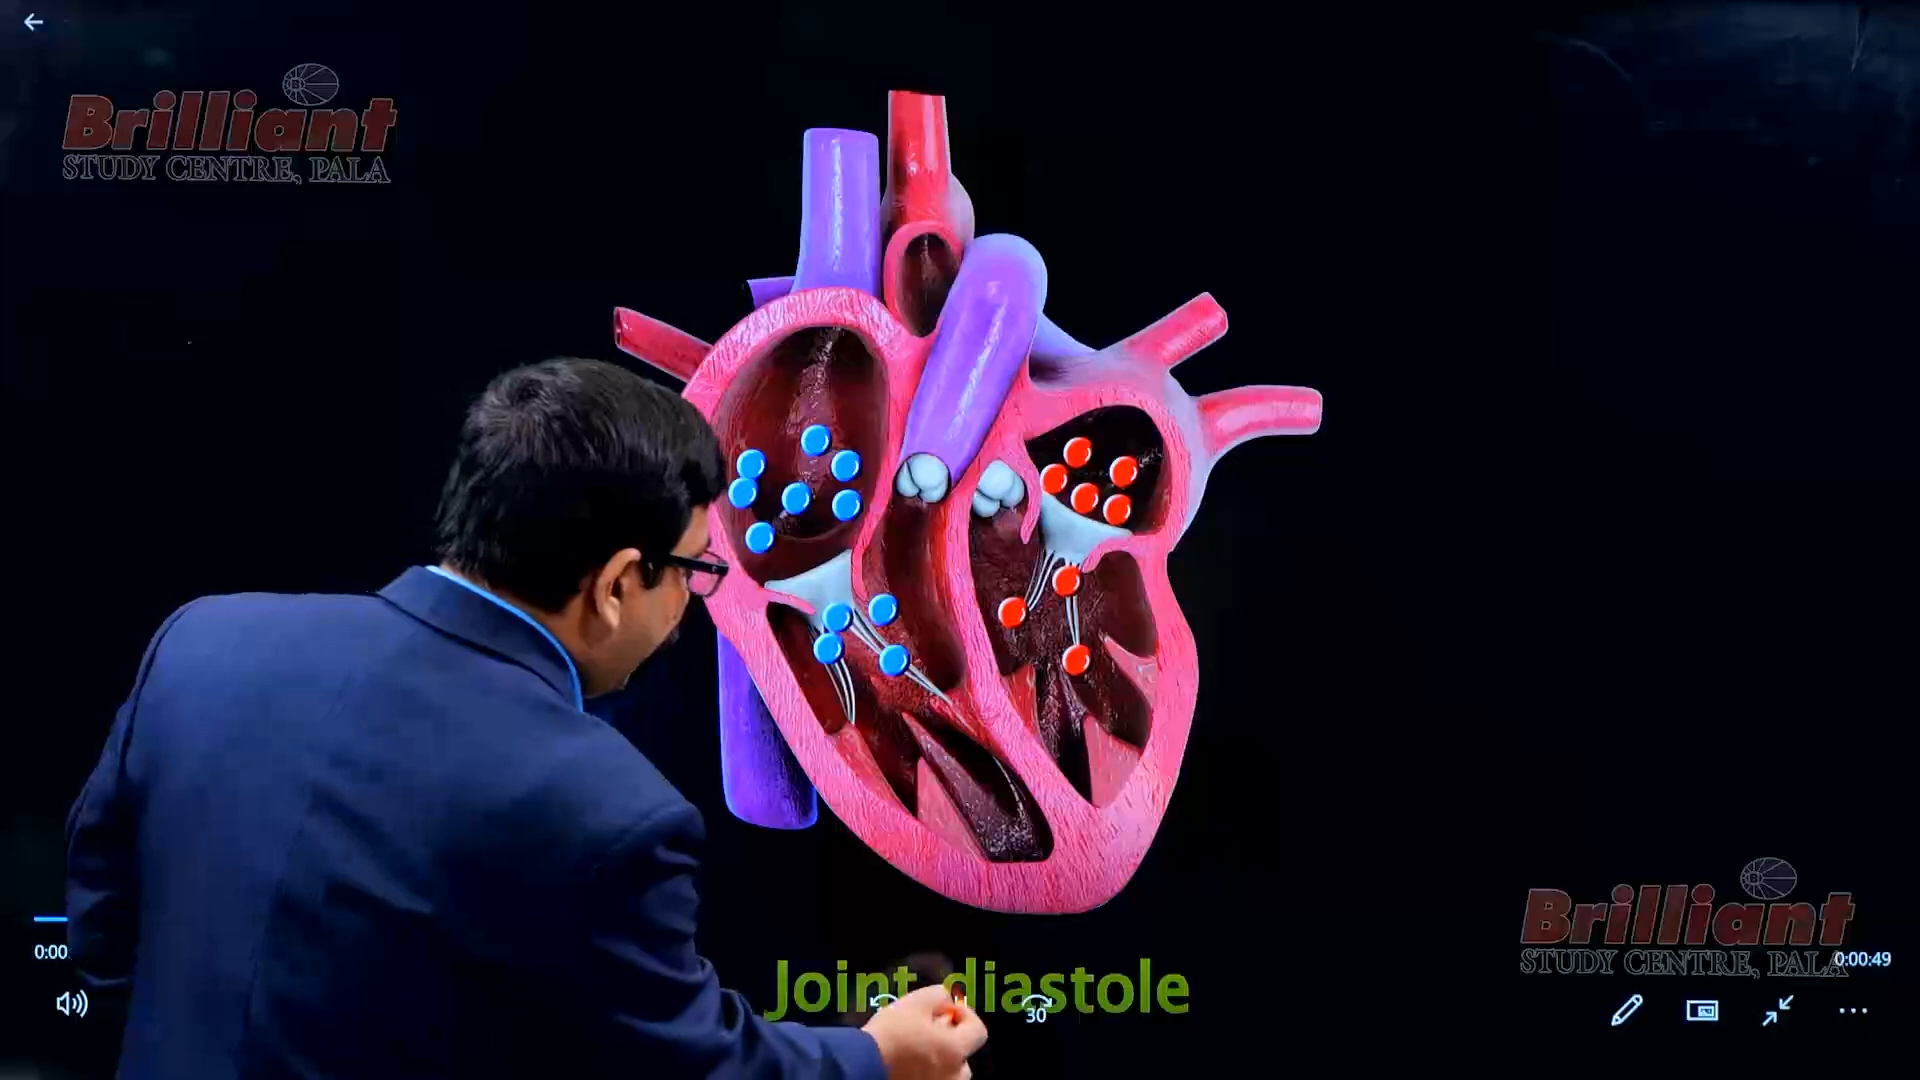 Brilliant
STUDY CENTRE, PALA
Joint diastole
Brilliant
STUDY CENTRE, PALA
0:00
0:00:49
30